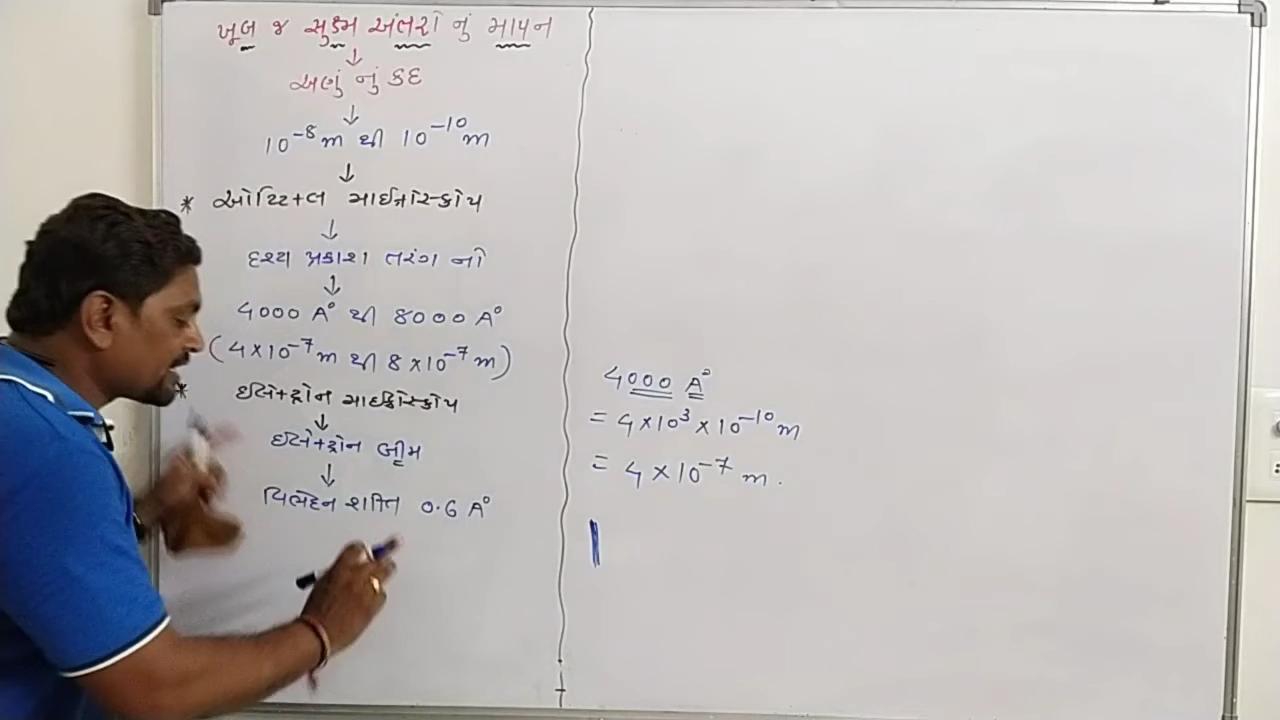 ખૂબ જ સુક્ષ્મ અંતરો નું માપન
↓
અણું નું કદ
↓
10⁻⁸ m થી 10⁻¹⁰ m
↓
* ઓપ્ટિકલ માઈક્રોસ્કોપ
↓
દશ્ય પ્રકાશ તરંગ નો
↓
4000 A° થી 8000 A°
(4×10⁻⁷ m થી 8×10⁻⁷ m)
* ઇલેક્ટ્રોન માઇક્રોસ્કોપ
↓
ઇલેક્ટ્રોન બીમ
↓
વિભેદન શક્તિ 0.6 A°
4000 A°
= 4×10³×10⁻¹⁰ m
= 4×10⁻⁷ m.